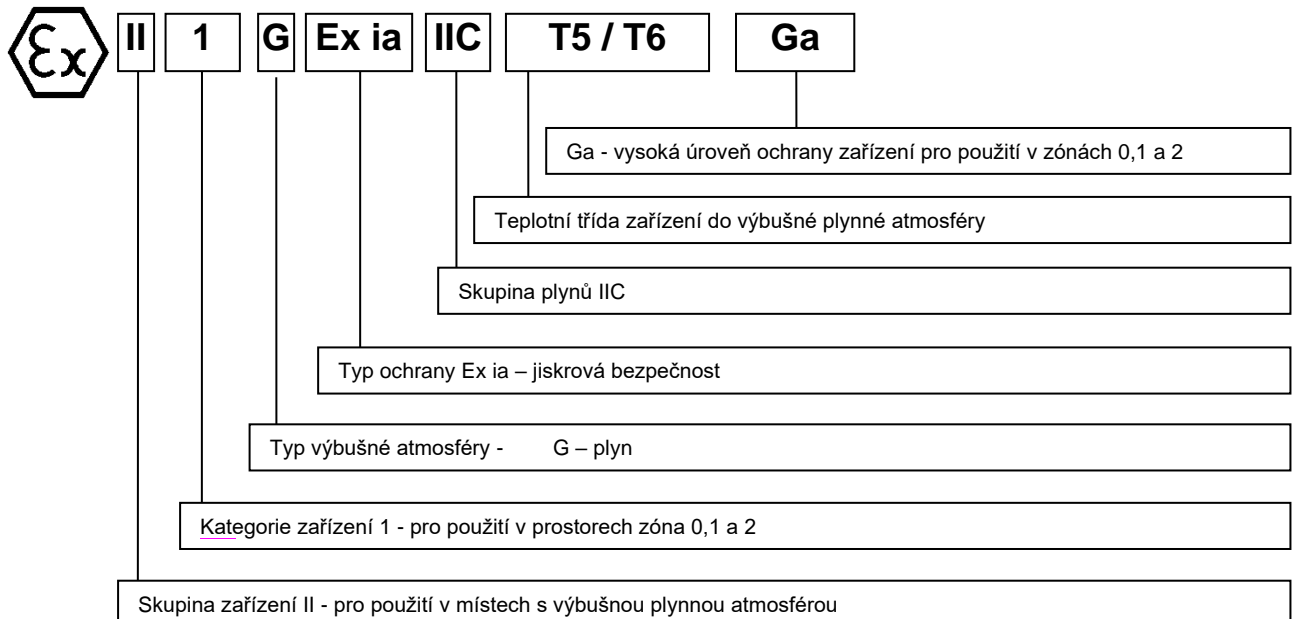 Ex II 1 G Ex ia IIC T5 / T6 Ga
Ga - vysoká úroveň ochrany zařízení pro použití v zónách 0,1 a 2
Teplotní třída zařízení do výbušné plynné atmosféry
Skupina plynů IIC
Typ ochrany Ex ia – jiskrová bezpečnost
Typ výbušné atmosféry - G – plyn
Kategorie zařízení 1 - pro použití v prostorech zóna 0,1 a 2
Skupina zařízení II - pro použití v místech s výbušnou plynnou atmosférou